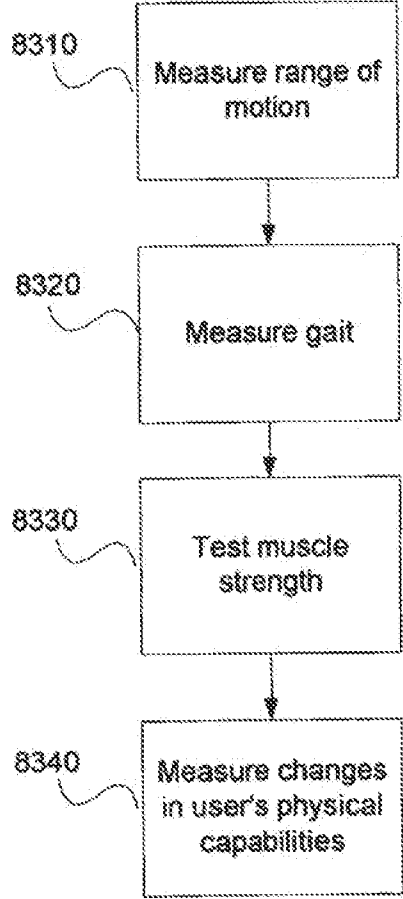 8310
Measure range of
motion
8320
Measure gait
8330
Test muscle
strength
8340
Measure changes
in user's physical
capabilities